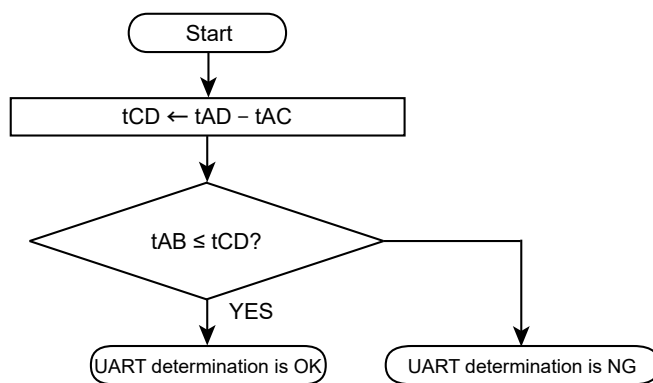 Start
tCD ← tAD − tAC
tAB ≤ tCD?
YES
UART determination is OK
UART determination is NG